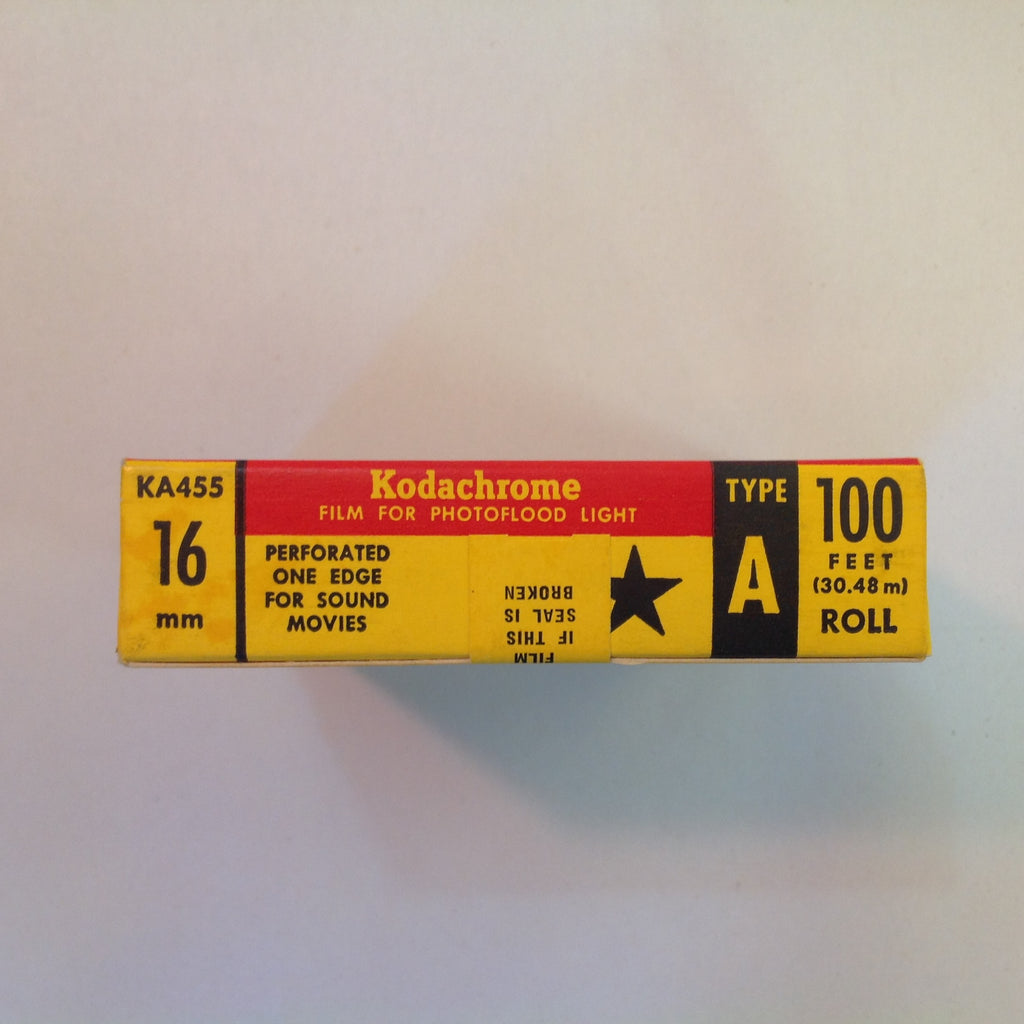 KA455
16
mm
Kodachrome
FILM FOR PHOTOFLOOD LIGHT
PERFORATED
ONE EDGE
FOR SOUND
MOVIES
FILM
IF THIS
SEAL IS
BROKEN
TYPE
A
100
FEET
(30.48 m)
ROLL